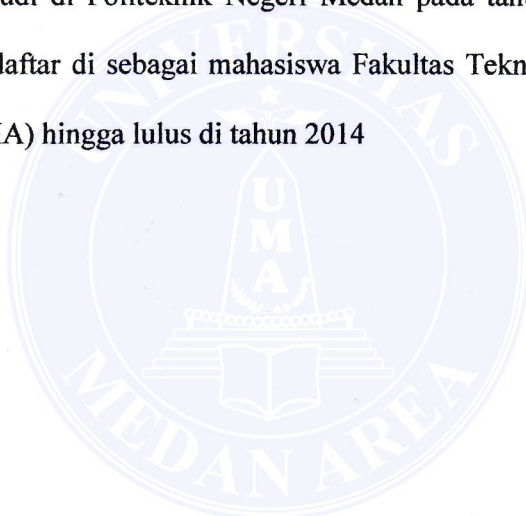 udi di Politeknik Negeri Medan pada
daftar di sebagai mahasiswa Fakultas Tekn
A) hingga lulus di tahun 2014
UNIVERSITAS
UMA
MEDAN AREA